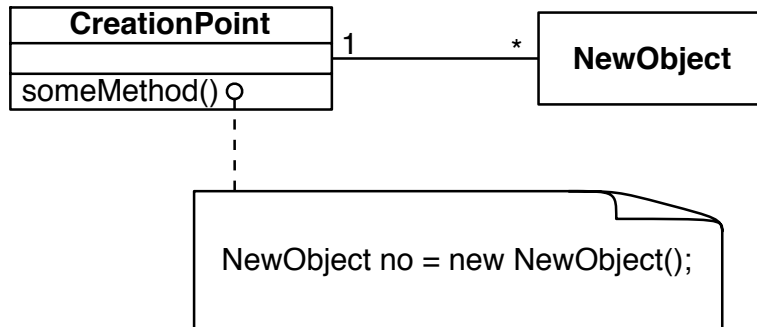 CreationPoint
1
*
NewObject
someMethod()
NewObject no = new NewObject();